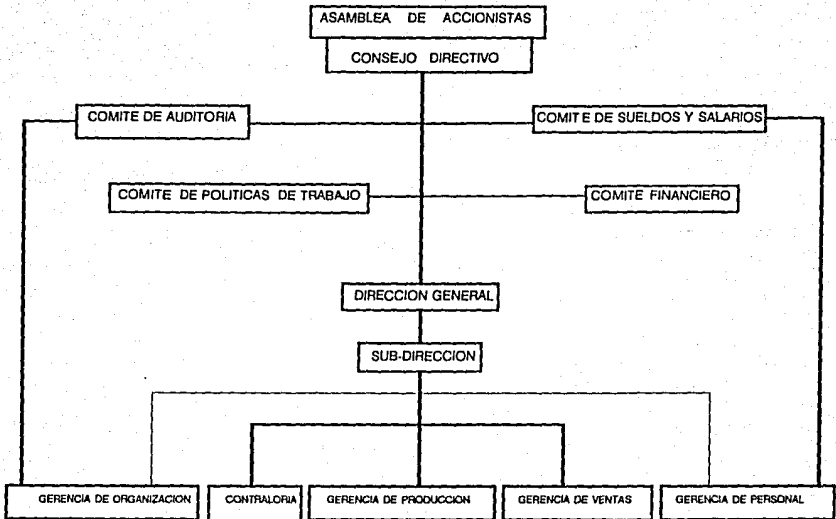 ASAMBLEA DE ACCIONISTAS
CONSEJO DIRECTIVO
COMITE DE AUDITORIA
COMITE DE SUELDOS Y SALARIOS
COMITE DE POLITICAS DE TRABAJO
COMITE FINANCIERO
DIRECCION GENERAL
SUB-DIRECCION
GERENCIA DE ORGANIZACION
CONTRALORIA
GERENCIA DE PRODUCCION
GERENCIA DE VENTAS
GERENCIA DE PERSONAL